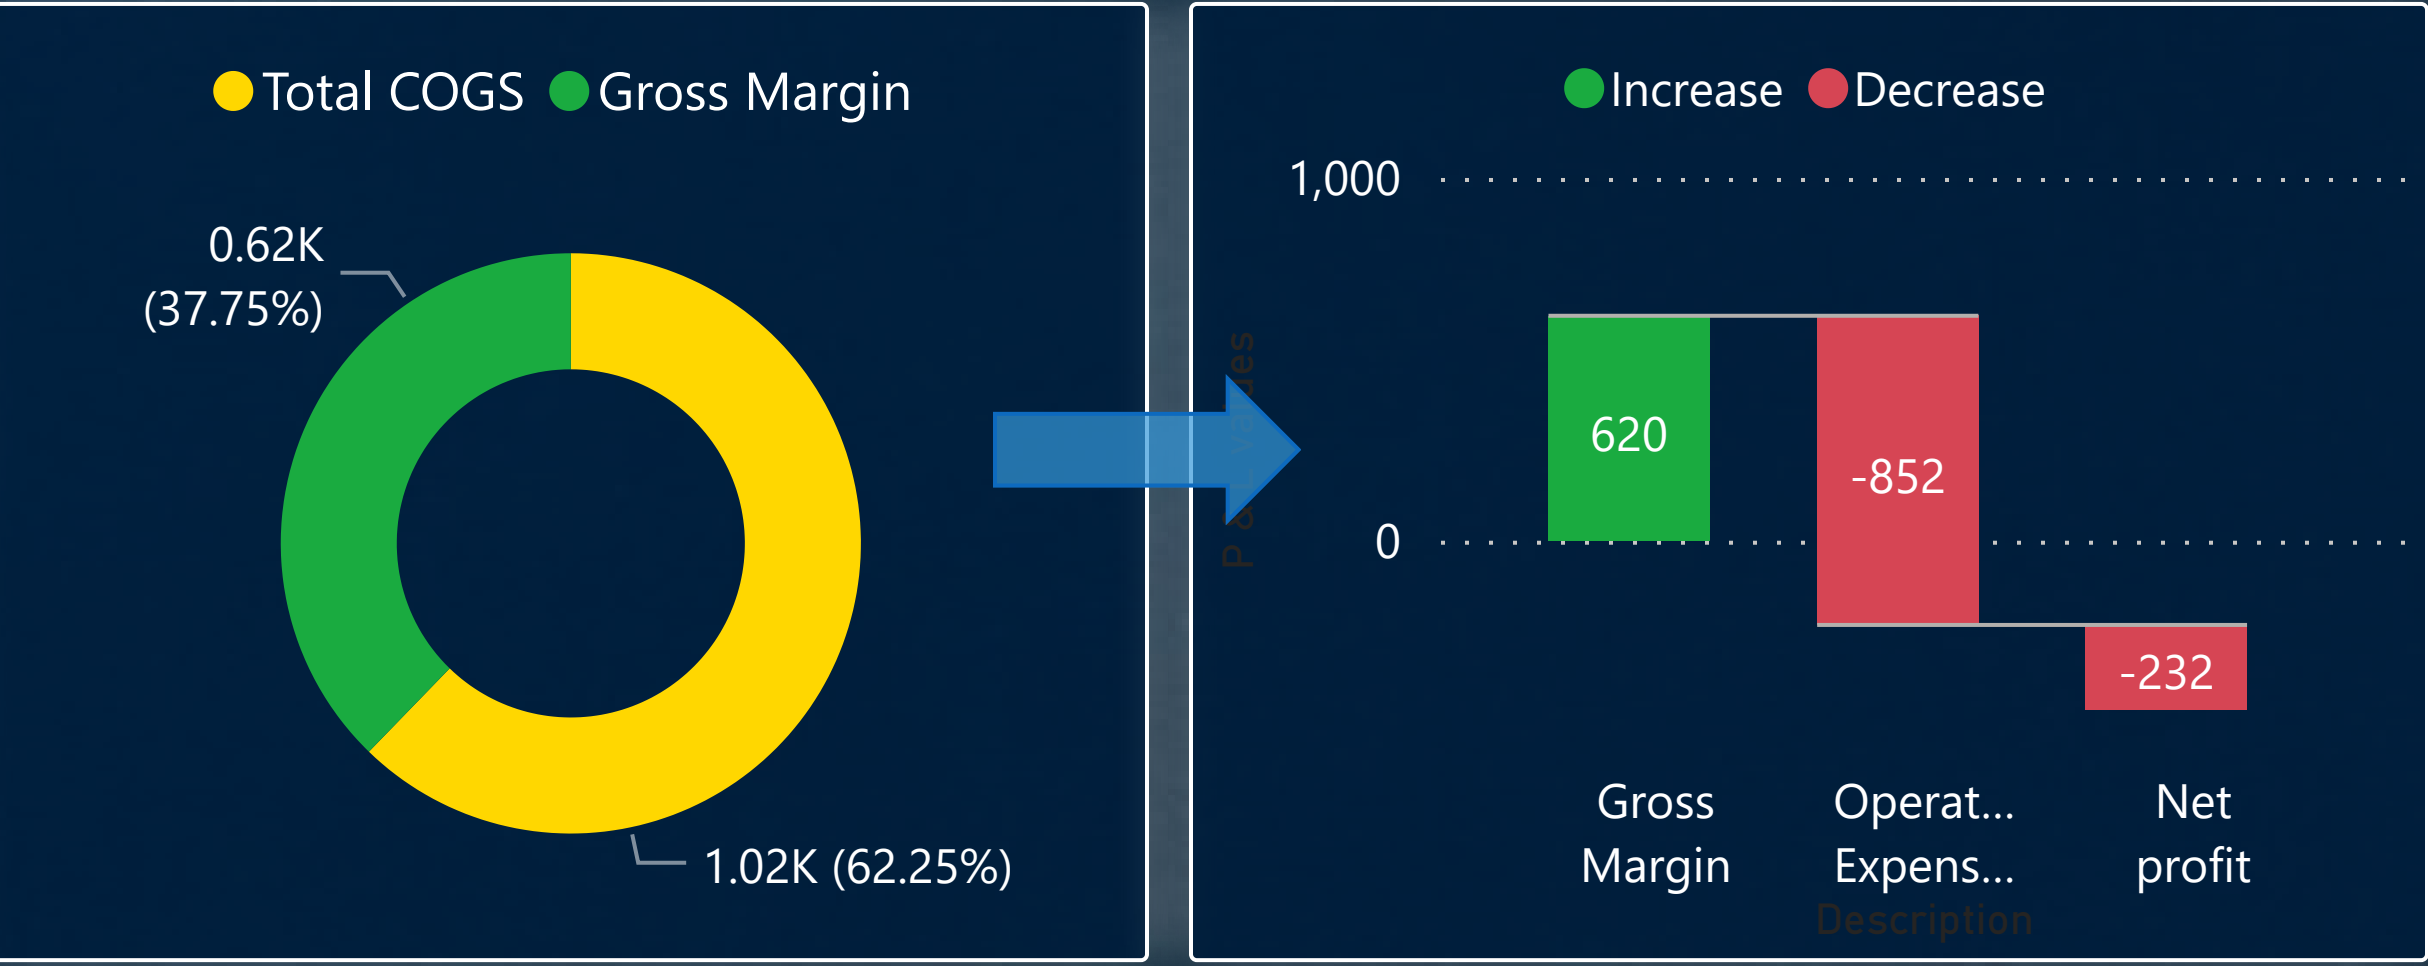 Total COGS Gross Margin
0.62K
(37.75%)
1.02K (62.25%)
Increase Decrease
1,000
0
P & L values
620
-852
-232
Gross
Margin
Operat...
Expens...
Net
profit
Description